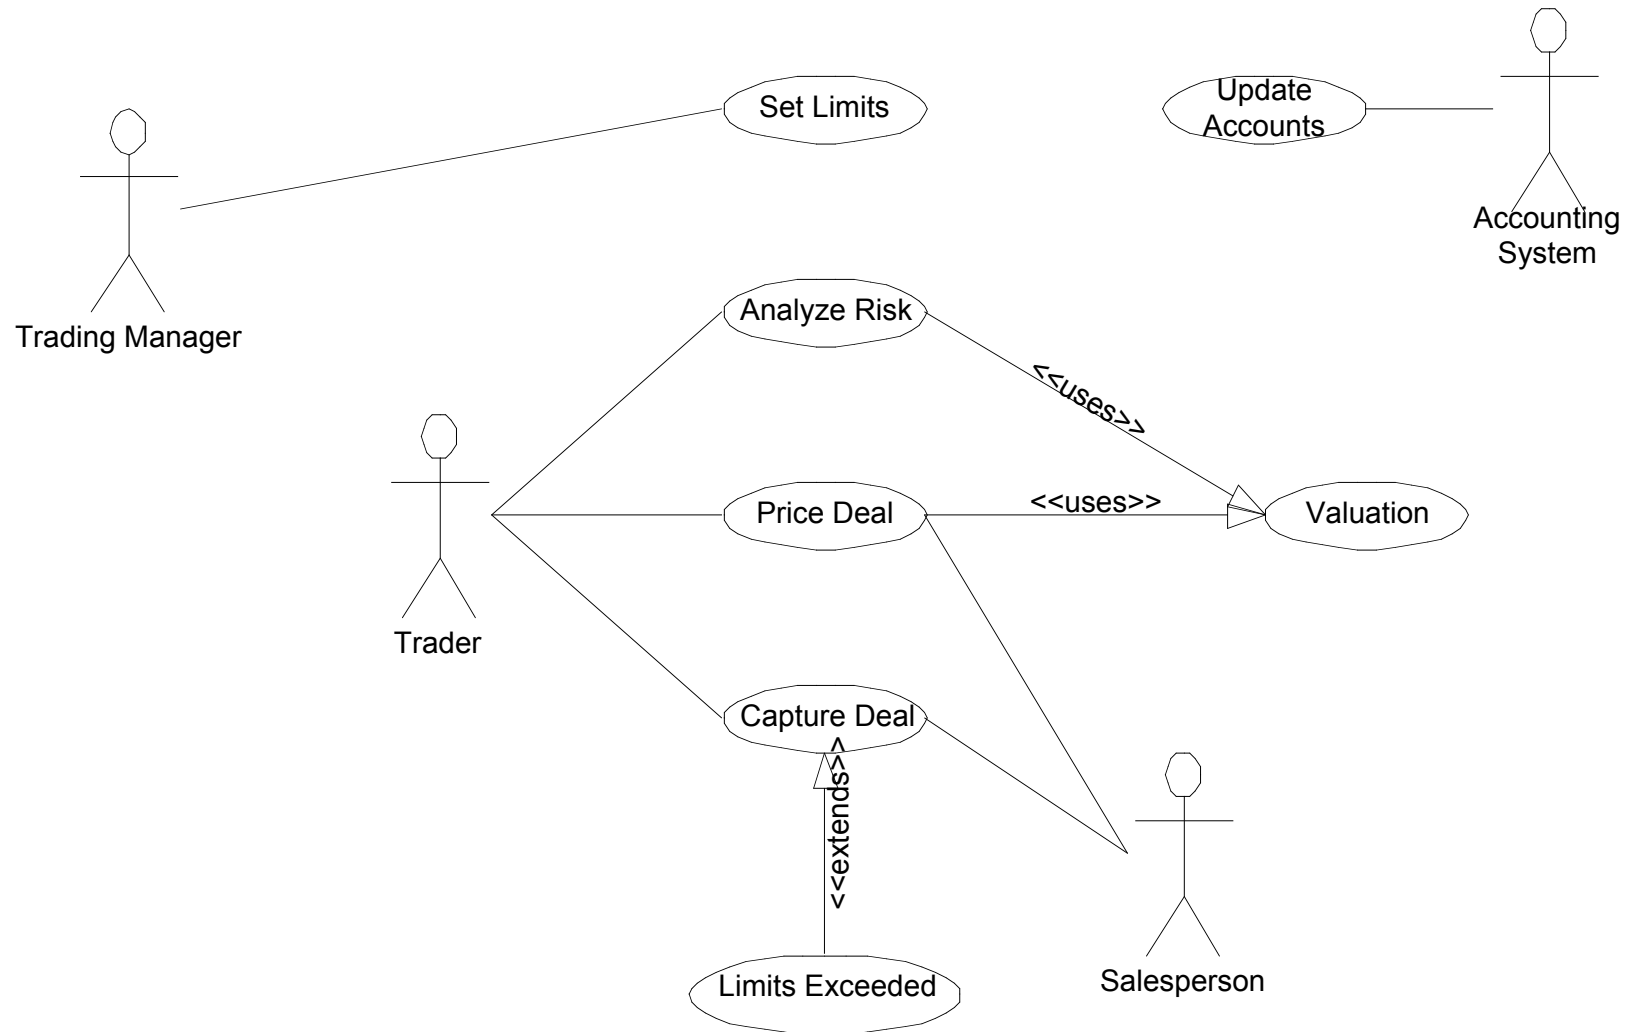 Set Limits
Update
Accounts
Accounting
System
Trading Manager
Analyze Risk
<<uses>>
Price Deal
<<uses>>
Valuation
Trader
Capture Deal
<<extends>>
Limits Exceeded
Salesperson